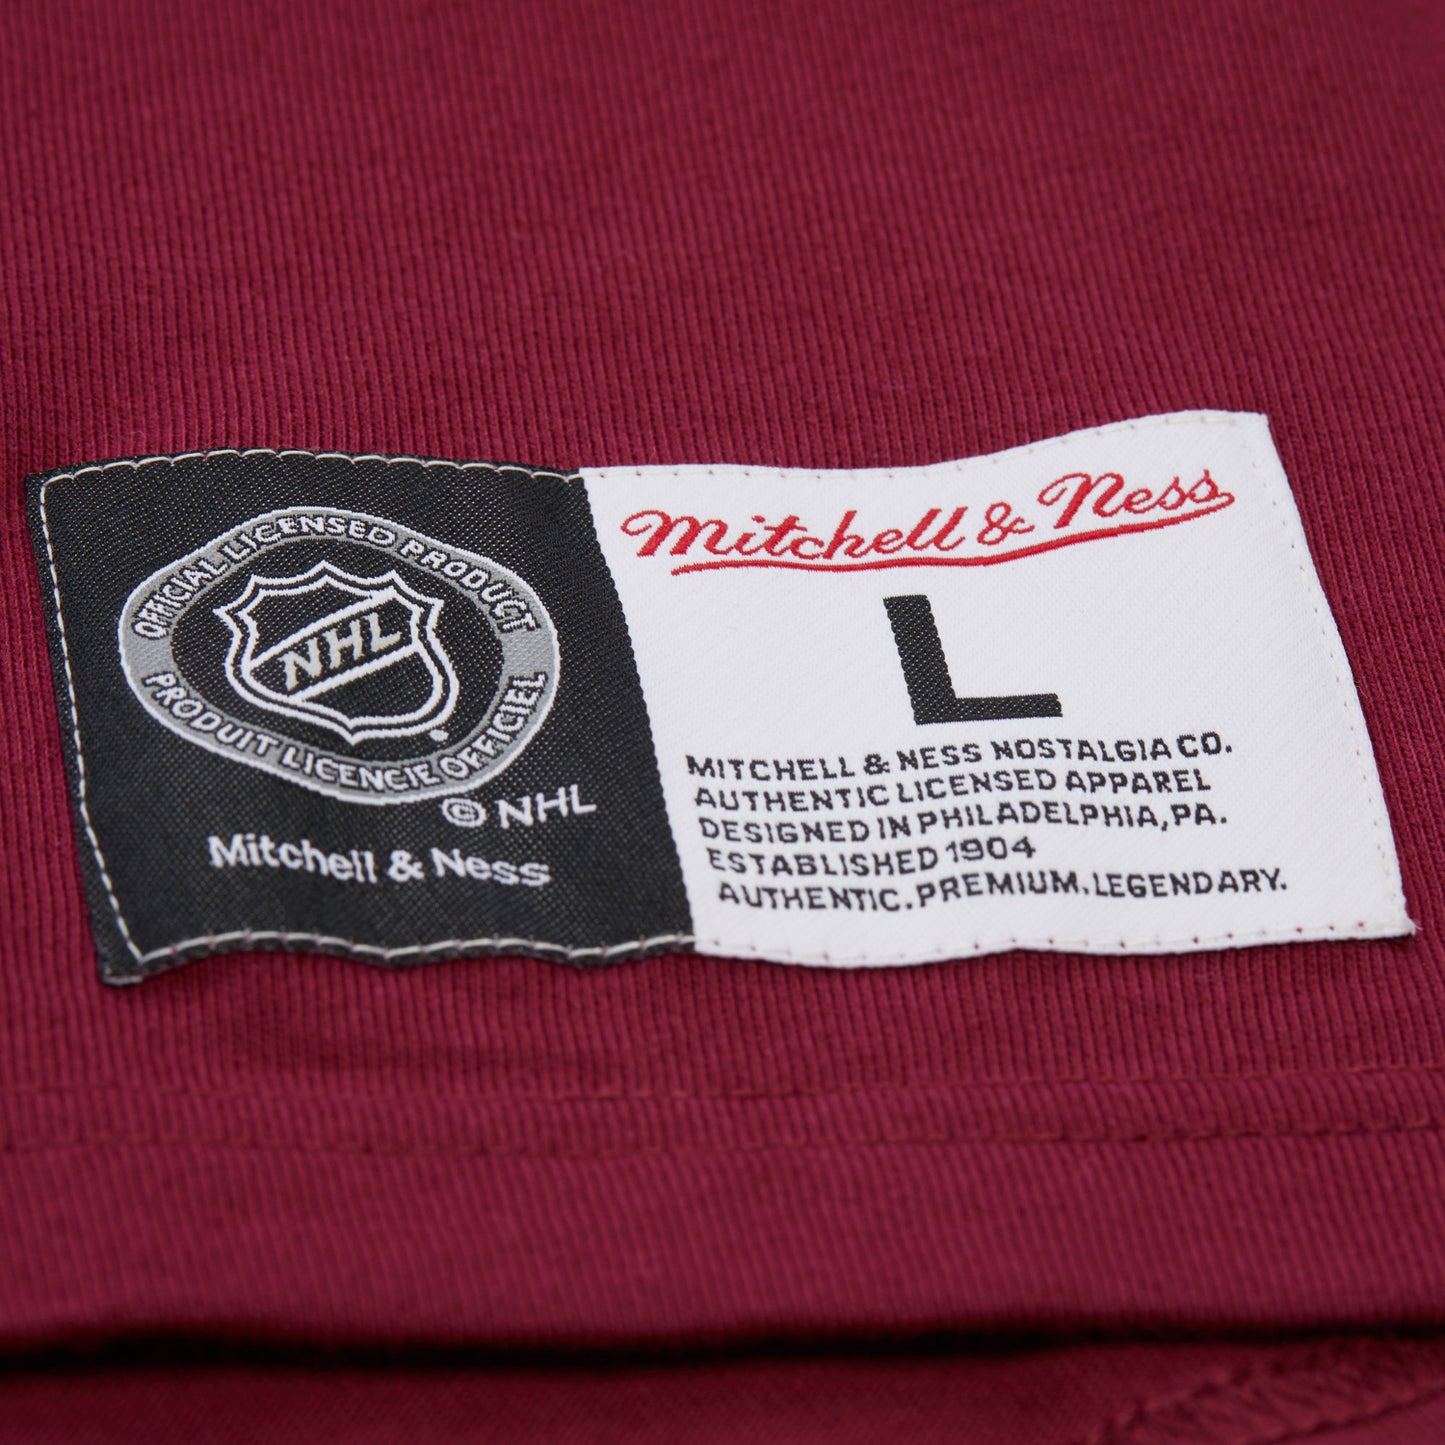 OFFICIAL LICENSED PRODUCT
NHL
PRODUIT LICENCIE OFFICIEL
© NHL
Mitchell & Ness
Mitchell & Ness
L
MITCHELL & NESS NOSTALGIA CO.
AUTHENTIC LICENSED APPAREL
DESIGNED IN PHILADELPHIA, PA.
ESTABLISHED 1904
AUTHENTIC. PREMIUM. LEGENDARY.